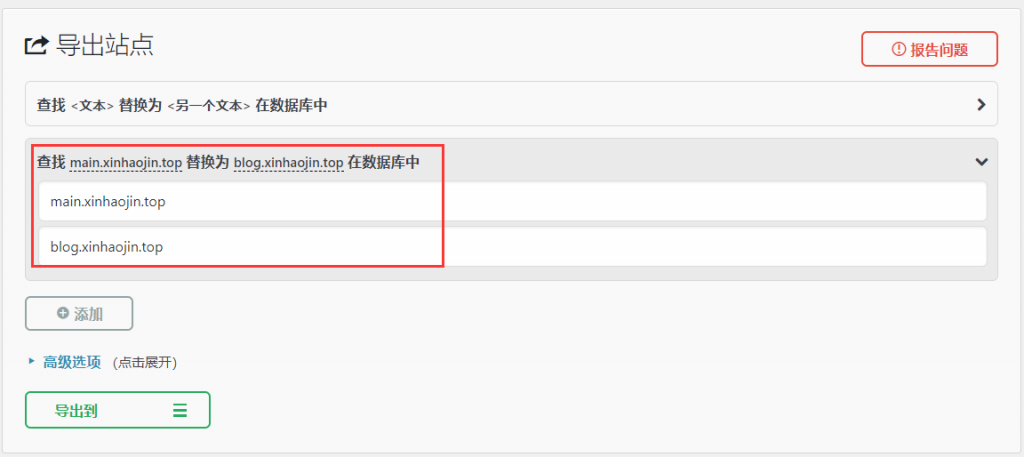 导出站点
报告问题
查找 <文本> 替换为 <另一个文本> 在数据库中
查找 main.xinhaojin.top 替换为 blog.xinhaojin.top 在数据库中
main.xinhaojin.top
blog.xinhaojin.top
添加
高级选项 (点击展开)
导出到